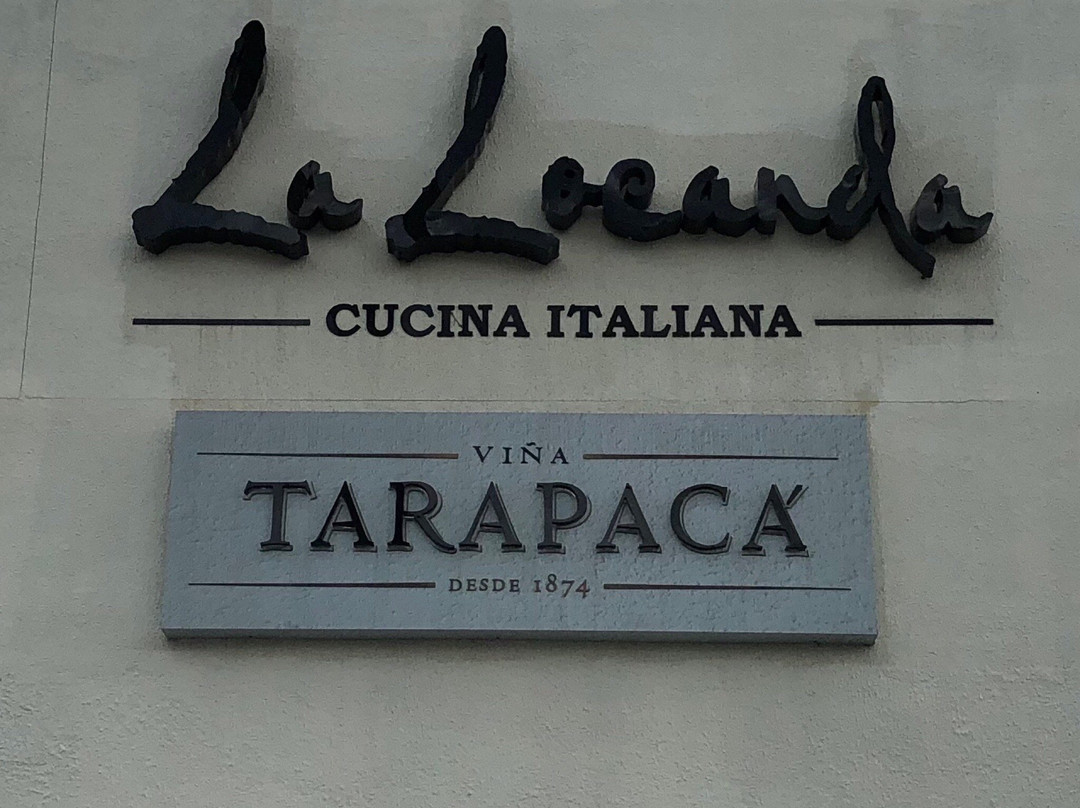 La Locanda
CUCINA ITALIANA
VIÑA
TARAPACÁ
DESDE 1874